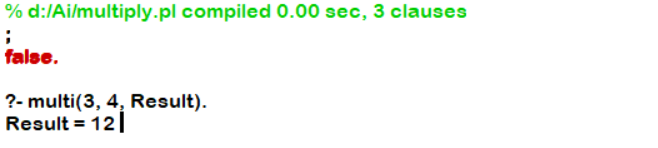 % d:/Ai/multiply.pl compiled 0.00 sec, 3 clauses
;
false.
?- multi(3, 4, Result).
Result = 12